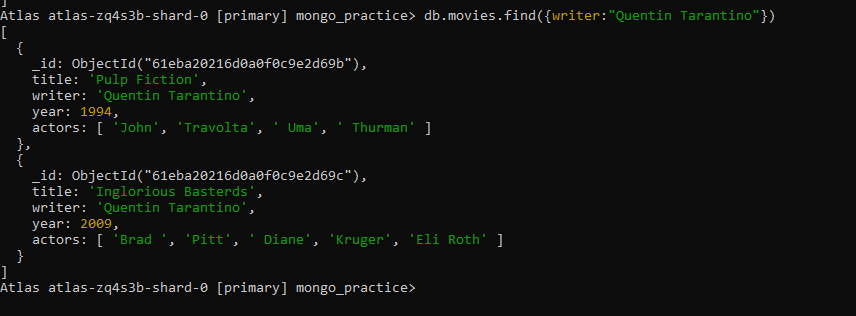 ]
Atlas atlas-zq4s3b-shard-0 [primary] mongo_practice> db.movies.find({writer:"Quentin Tarantino"})
[
  {
    _id: ObjectId("61eba20216d0a0f0c9e2d69b"),
    title: 'Pulp Fiction',
    writer: 'Quentin Tarantino',
    year: 1994,
    actors: [ 'John', 'Travolta', ' Uma', ' Thurman' ]
  },
  {
    _id: ObjectId("61eba20216d0a0f0c9e2d69c"),
    title: 'Inglorious Basterds',
    writer: 'Quentin Tarantino',
    year: 2009,
    actors: [ 'Brad ', 'Pitt', ' Diane', 'Kruger', 'Eli Roth' ]
  }
]
Atlas atlas-zq4s3b-shard-0 [primary] mongo_practice>